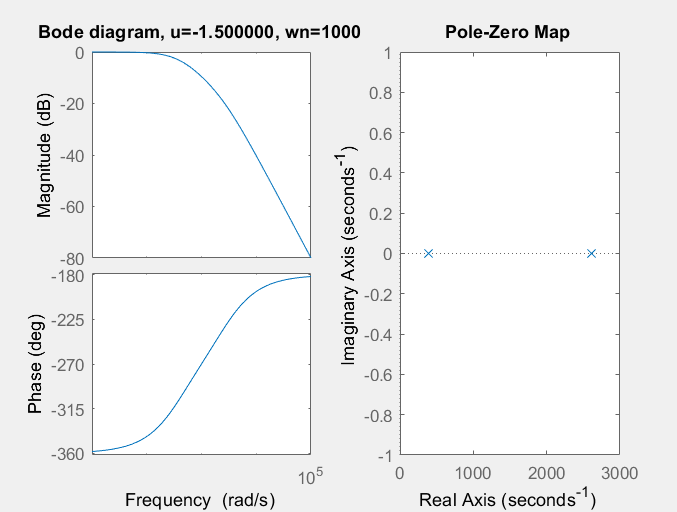 Bode diagram, u=-1.500000, wn=1000
Magnitude (dB)
0
-20
-40
-60
-80
Phase (deg)
-180
-225
-270
-315
-360
10^5
Frequency (rad/s)
Pole-Zero Map
Imaginary Axis (seconds^-1)
1
0.8
0.6
0.4
0.2
0
-0.2
-0.4
-0.6
-0.8
-1
0 1000 2000 3000
Real Axis (seconds^-1)